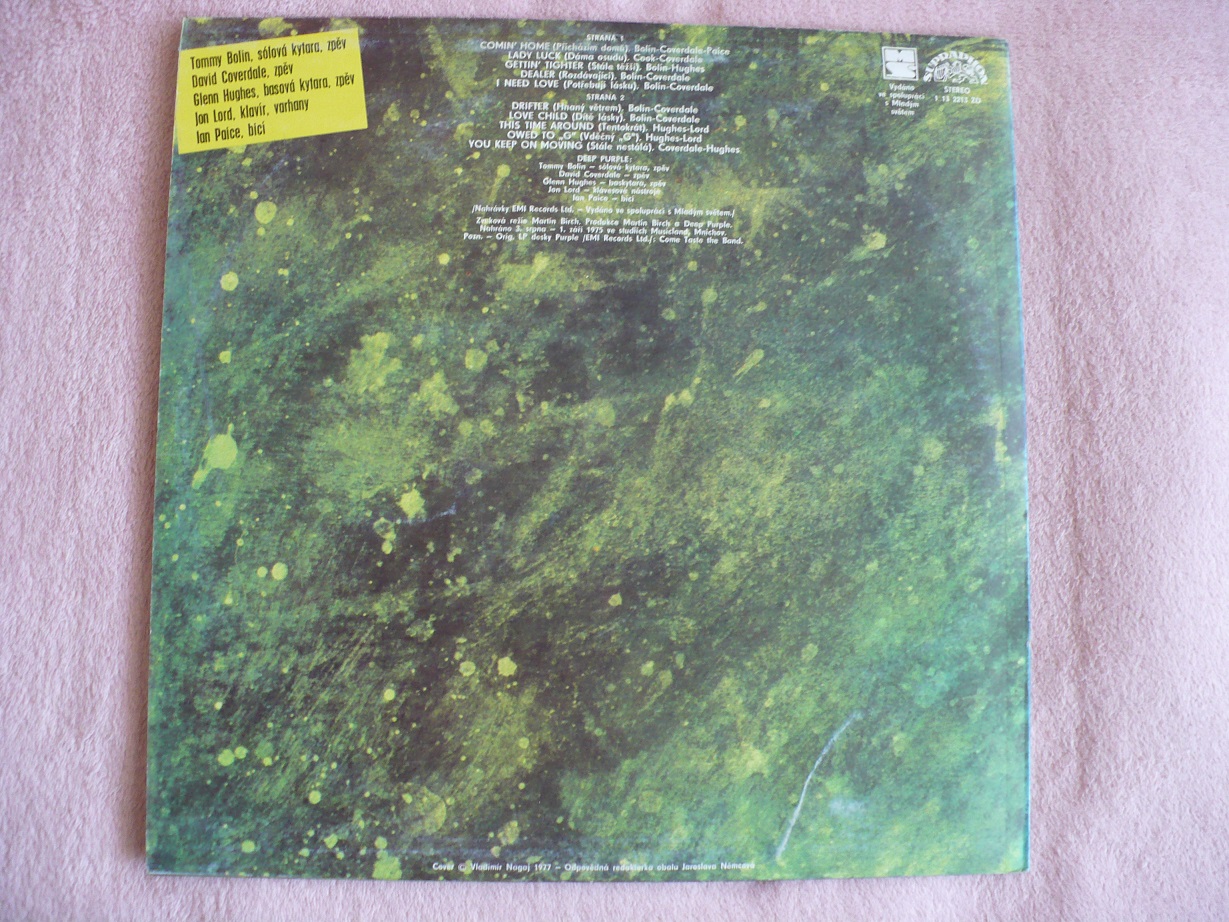 Tommy Bolin, sólová kytara, zpěv
David Coverdale, zpěv
Glenn Hughes, basová kytara, zpěv
Jon Lord, klavír, varhany
Ian Paice, bicí
STRANA 1
COMIN' HOME (Přicházím domů). Bolin-Coverdale-Paice
LADY LUCK (Dáma osudu). Cook-Coverdale
GETTIN' TIGHTER (Stále těžší). Bolin-Hughes
DEALER (Rozdávající). Bolin-Coverdale
I NEED LOVE (Potřebuji lásku). Bolin-Coverdale
STRANA 2
DRIFTER (Hnaný větrem). Bolin-Coverdale
LOVE CHILD (Dítě lásky). Bolin-Coverdale
THIS TIME AROUND (Tentokrát). Hughes-Lord
OWED TO „G" (Vděčný „G"). Hughes-Lord
YOU KEEP ON MOVING (Stále nestálá). Coverdale-Hughes
DEEP PURPLE:
Tommy Bolin – sólová kytara, zpěv
David Coverdale – zpěv
Glenn Hughes – baskytara, zpěv
Jon Lord – klávesové nástroje
Ian Paice – bicí
/Nahrávky EMI Records Ltd. – Vydáno ve spolupráci s Mladým světem./
Zvuková režie Martin Birch. Produkce Martin Birch a Deep Purple.
Nahráno 3. srpna – 1. září 1975 ve studiích Musicland, Mnichov.
Pozn. – Orig. LP desky Purple /EMI Records Ltd./: Come Taste the Band.
Vydáno
ve spolupráci
s Mladým
světem
SUPRAPHON
STEREO
1 13 2015 ZD
Cover © Vladimír Nagaj 1977 – Odpovědná redaktorka obalu Jaroslava Němcová